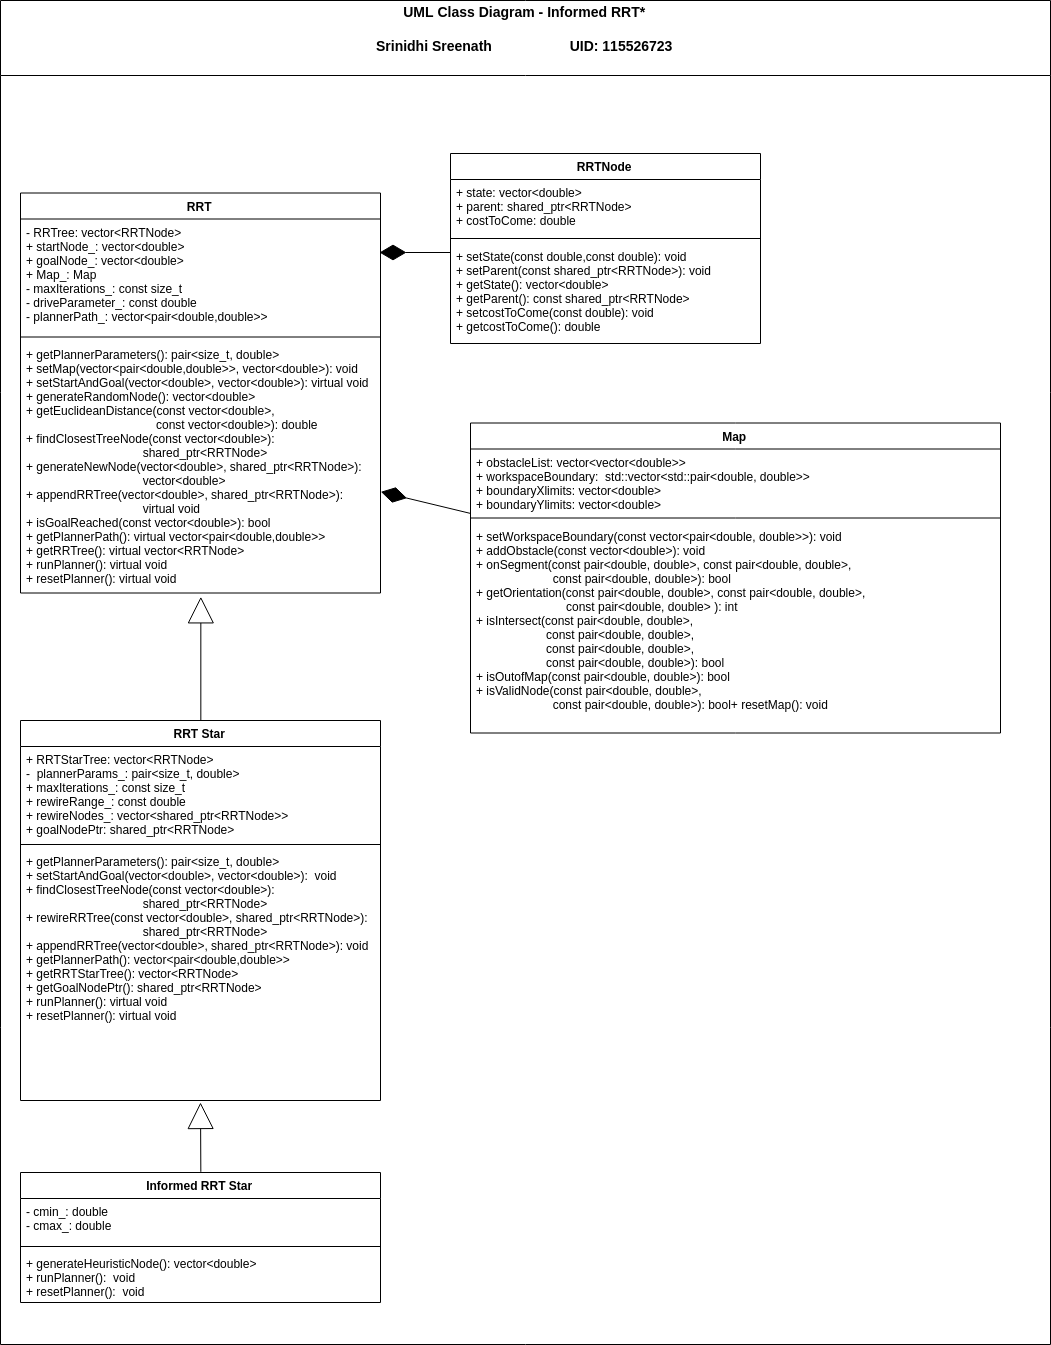 UML Class Diagram - Informed RRT*
Srinidhi Sreenath UID: 115526723
RRTNode
+ state: vector<double>
+ parent: shared_ptr<RRTNode>
+ costToCome: double
+ setState(const double,const double): void
+ setParent(const shared_ptr<RRTNode>): void
+ getState(): vector<double>
+ getParent(): const shared_ptr<RRTNode>
+ setcostToCome(const double): void
+ getcostToCome(): double
RRT
- RRTree: vector<RRTNode>
+ startNode_: vector<double>
+ goalNode_: vector<double>
+ Map_: Map
- maxIterations_: const size_t
- driveParameter_: const double
- plannerPath_: vector<pair<double,double>>
+ getPlannerParameters(): pair<size_t, double>
+ setMap(vector<pair<double,double>>, vector<double>): void
+ setStartAndGoal(vector<double>, vector<double>): virtual void
+ generateRandomNode(): vector<double>
+ getEuclideanDistance(const vector<double>,
const vector<double>): double
+ findClosestTreeNode(const vector<double>):
shared_ptr<RRTNode>
+ generateNewNode(vector<double>, shared_ptr<RRTNode>):
vector<double>
+ appendRRTree(vector<double>, shared_ptr<RRTNode>):
virtual void
+ isGoalReached(const vector<double>): bool
+ getPlannerPath(): virtual vector<pair<double,double>>
+ getRRTree(): virtual vector<RRTNode>
+ runPlanner(): virtual void
+ resetPlanner(): virtual void
Map
+ obstacleList: vector<vector<double>>
+ workspaceBoundary: std::vector<std::pair<double, double>>
+ boundaryXlimits: vector<double>
+ boundaryYlimits: vector<double>
+ setWorkspaceBoundary(const vector<pair<double, double>>): void
+ addObstacle(const vector<double>): void
+ onSegment(const pair<double, double>, const pair<double, double>,
const pair<double, double>): bool
+ getOrientation(const pair<double, double>, const pair<double, double>,
const pair<double, double> ): int
+ isIntersect(const pair<double, double>,
const pair<double, double>,
const pair<double, double>,
const pair<double, double>): bool
+ isOutofMap(const pair<double, double>): bool
+ isValidNode(const pair<double, double>,
const pair<double, double>): bool+ resetMap(): void
RRT Star
+ RRTStarTree: vector<RRTNode>
- plannerParams_: pair<size_t, double>
+ maxIterations_: const size_t
+ rewireRange_: const double
+ rewireNodes_: vector<shared_ptr<RRTNode>>
+ goalNodePtr: shared_ptr<RRTNode>
+ getPlannerParameters(): pair<size_t, double>
+ setStartAndGoal(vector<double>, vector<double>): void
+ findClosestTreeNode(const vector<double>):
shared_ptr<RRTNode>
+ rewireRRTree(const vector<double>, shared_ptr<RRTNode>):
shared_ptr<RRTNode>
+ appendRRTree(vector<double>, shared_ptr<RRTNode>): void
+ getPlannerPath(): vector<pair<double,double>>
+ getRRTStarTree(): vector<RRTNode>
+ getGoalNodePtr(): shared_ptr<RRTNode>
+ runPlanner(): virtual void
+ resetPlanner(): virtual void
Informed RRT Star
- cmin_: double
- cmax_: double
+ generateHeuristicNode(): vector<double>
+ runPlanner(): void
+ resetPlanner(): void